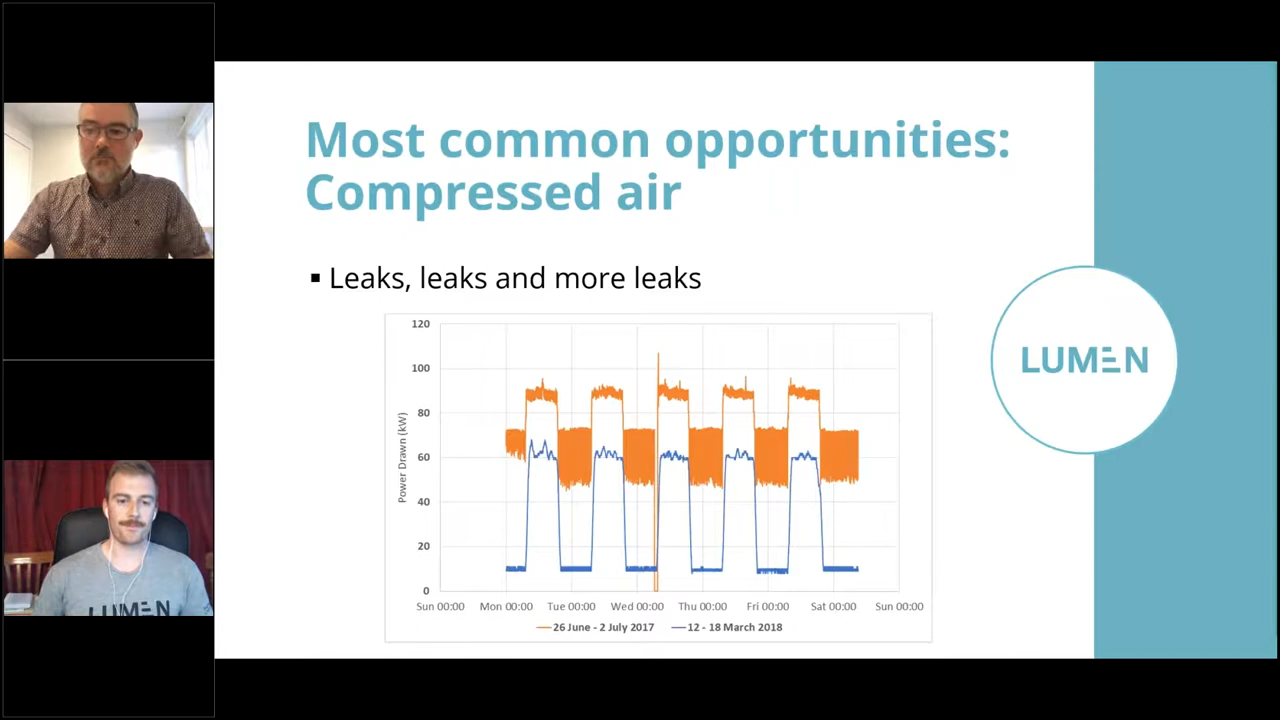 Most common opportunities:
Compressed air
▪ Leaks, leaks and more leaks
LUMEN
Power Drawn (kW)
120
100
80
60
40
20
0
Sun 00:00 Mon 00:00 Tue 00:00 Wed 00:00 Thu 00:00 Fri 00:00 Sat 00:00 Sun 00:00
26 June - 2 July 2017 12 - 18 March 2018
LUMEN